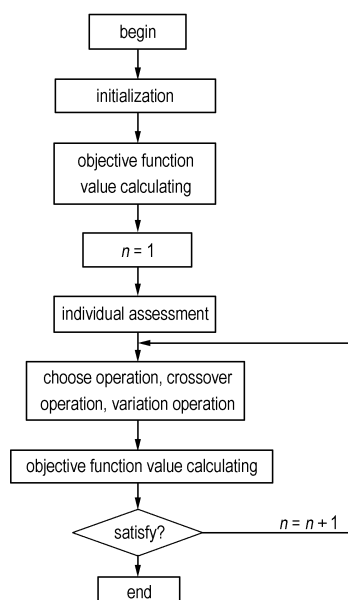 begin
initialization
objective function
value calculating
n = 1
individual assessment
choose operation, crossover
operation, variation operation
objective function value calculating
satisfy?
n = n + 1
end